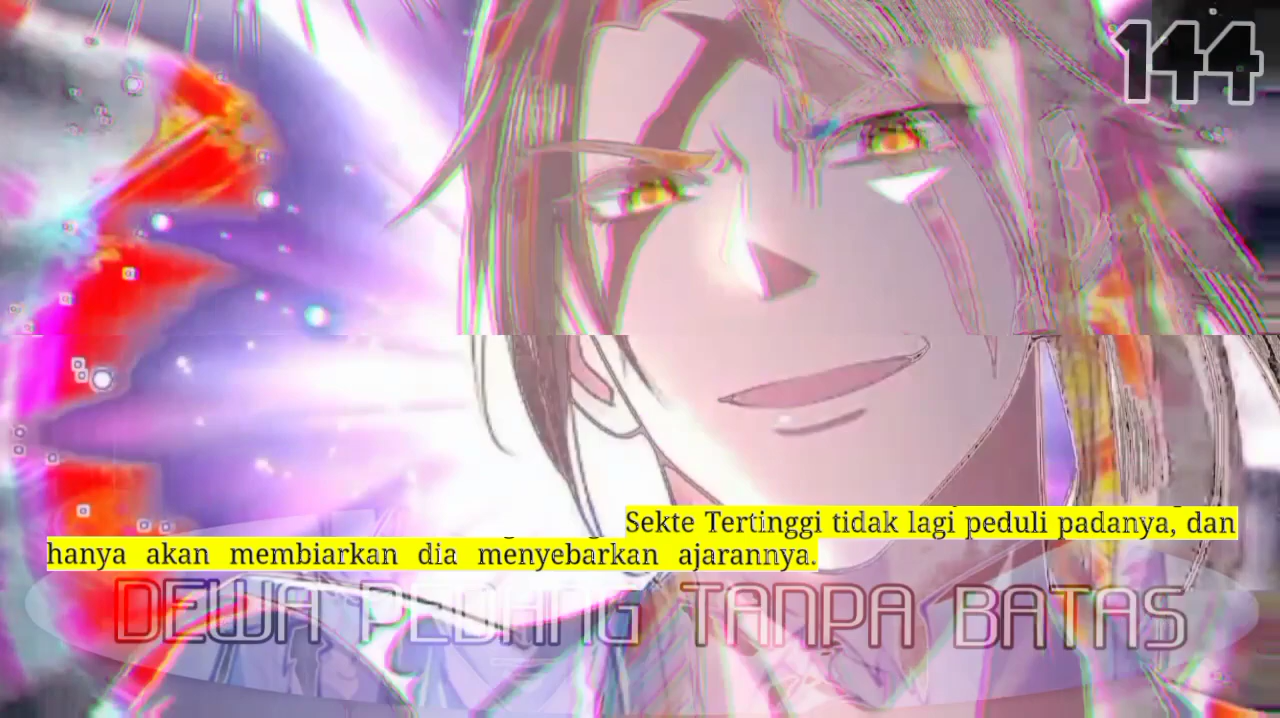 144
Sekte Tertinggi tidak lagi peduli padanya, dan
hanya akan membiarkan dia menyebarkan ajarannya.
DEWA PEDANG TANPA BATAS